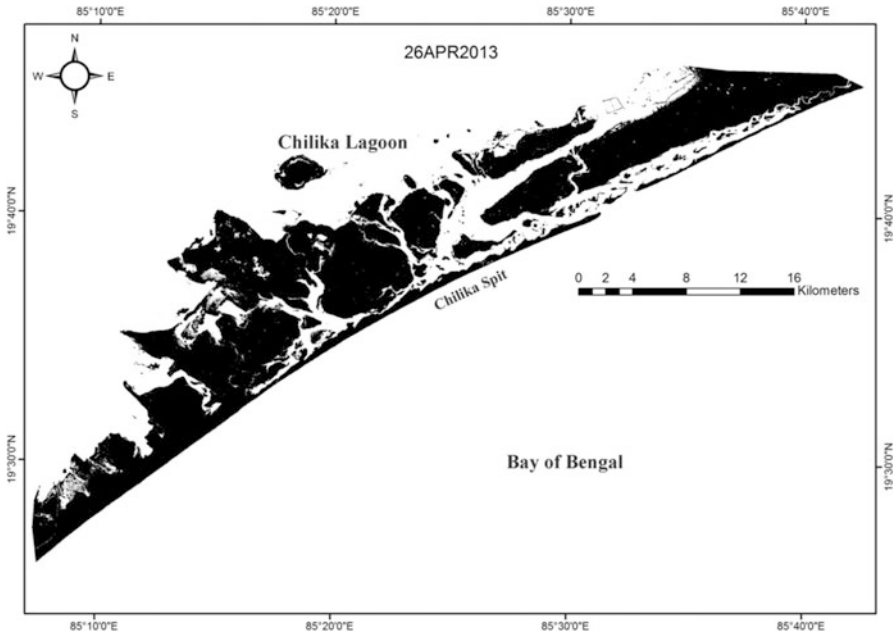 85°10'0"E 85°20'0"E 85°30'0"E 85°40'0"E
26APR2013
N
W E
S
Chilika Lagoon
19°40'0"N 19°40'0"N
Chilika Spit
0 2 4 8 12 16
Kilometers
19°30'0"N 19°30'0"N
Bay of Bengal
85°10'0"E 85°20'0"E 85°30'0"E 85°40'0"E